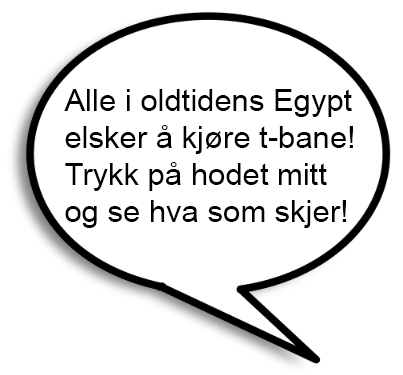 Alle i oldtidens Egypt
elsker å kjøre t-bane!
Trykk på hodet mitt
og se hva som skjer!